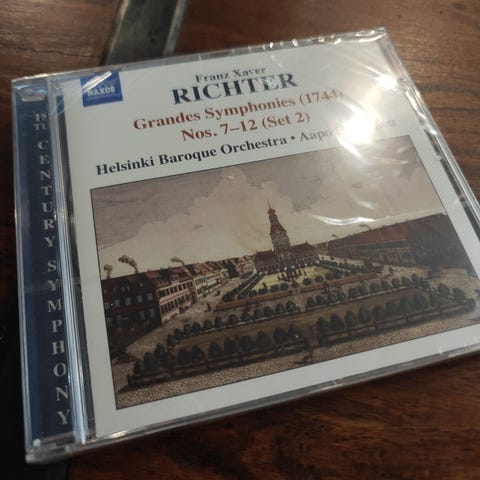 NAXOS
18TH CENTURY SYMPHONY
Franz Xaver
RICHTER
Grandes Symphonies (1744)
Nos. 7–12 (Set 2)
Helsinki Baroque Orchestra • Aapo